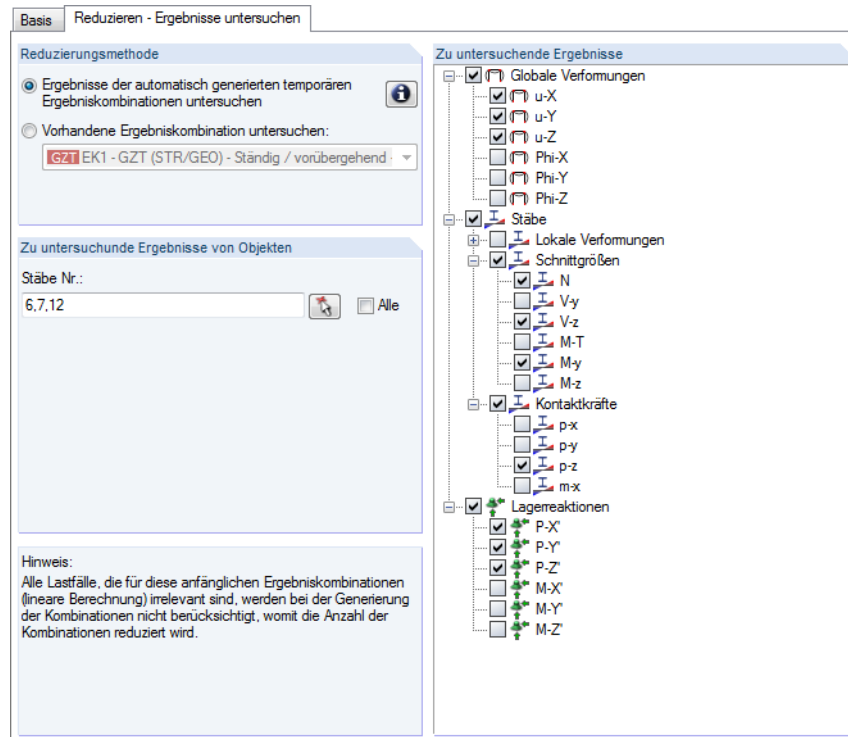 Basis
Reduzieren - Ergebnisse untersuchen
Reduzierungsmethode
Ergebnisse der automatisch generierten temporären
Ergebniskombinationen untersuchen
Vorhandene Ergebniskombination untersuchen:
GZT EK1 - GZT (STR/GEO) - Ständig / vorübergehend -
Zu untersuchunde Ergebnisse von Objekten
Stäbe Nr.:
6,7,12
Alle
Hinweis:
Alle Lastfälle, die für diese anfänglichen Ergebniskombinationen
(lineare Berechnung) irrelevant sind, werden bei der Generierung
der Kombinationen nicht berücksichtigt, womit die Anzahl der
Kombinationen reduziert wird.
Zu untersuchende Ergebnisse
Globale Verformungen
u-X
u-Y
u-Z
Phi-X
Phi-Y
Phi-Z
Stäbe
Lokale Verformungen
Schnittgrößen
N
V-y
V-z
M-T
M-y
M-z
Kontaktkräfte
p-x
p-y
p-z
m-x
Lagerreaktionen
P-X'
P-Y'
P-Z'
M-X'
M-Y'
M-Z'